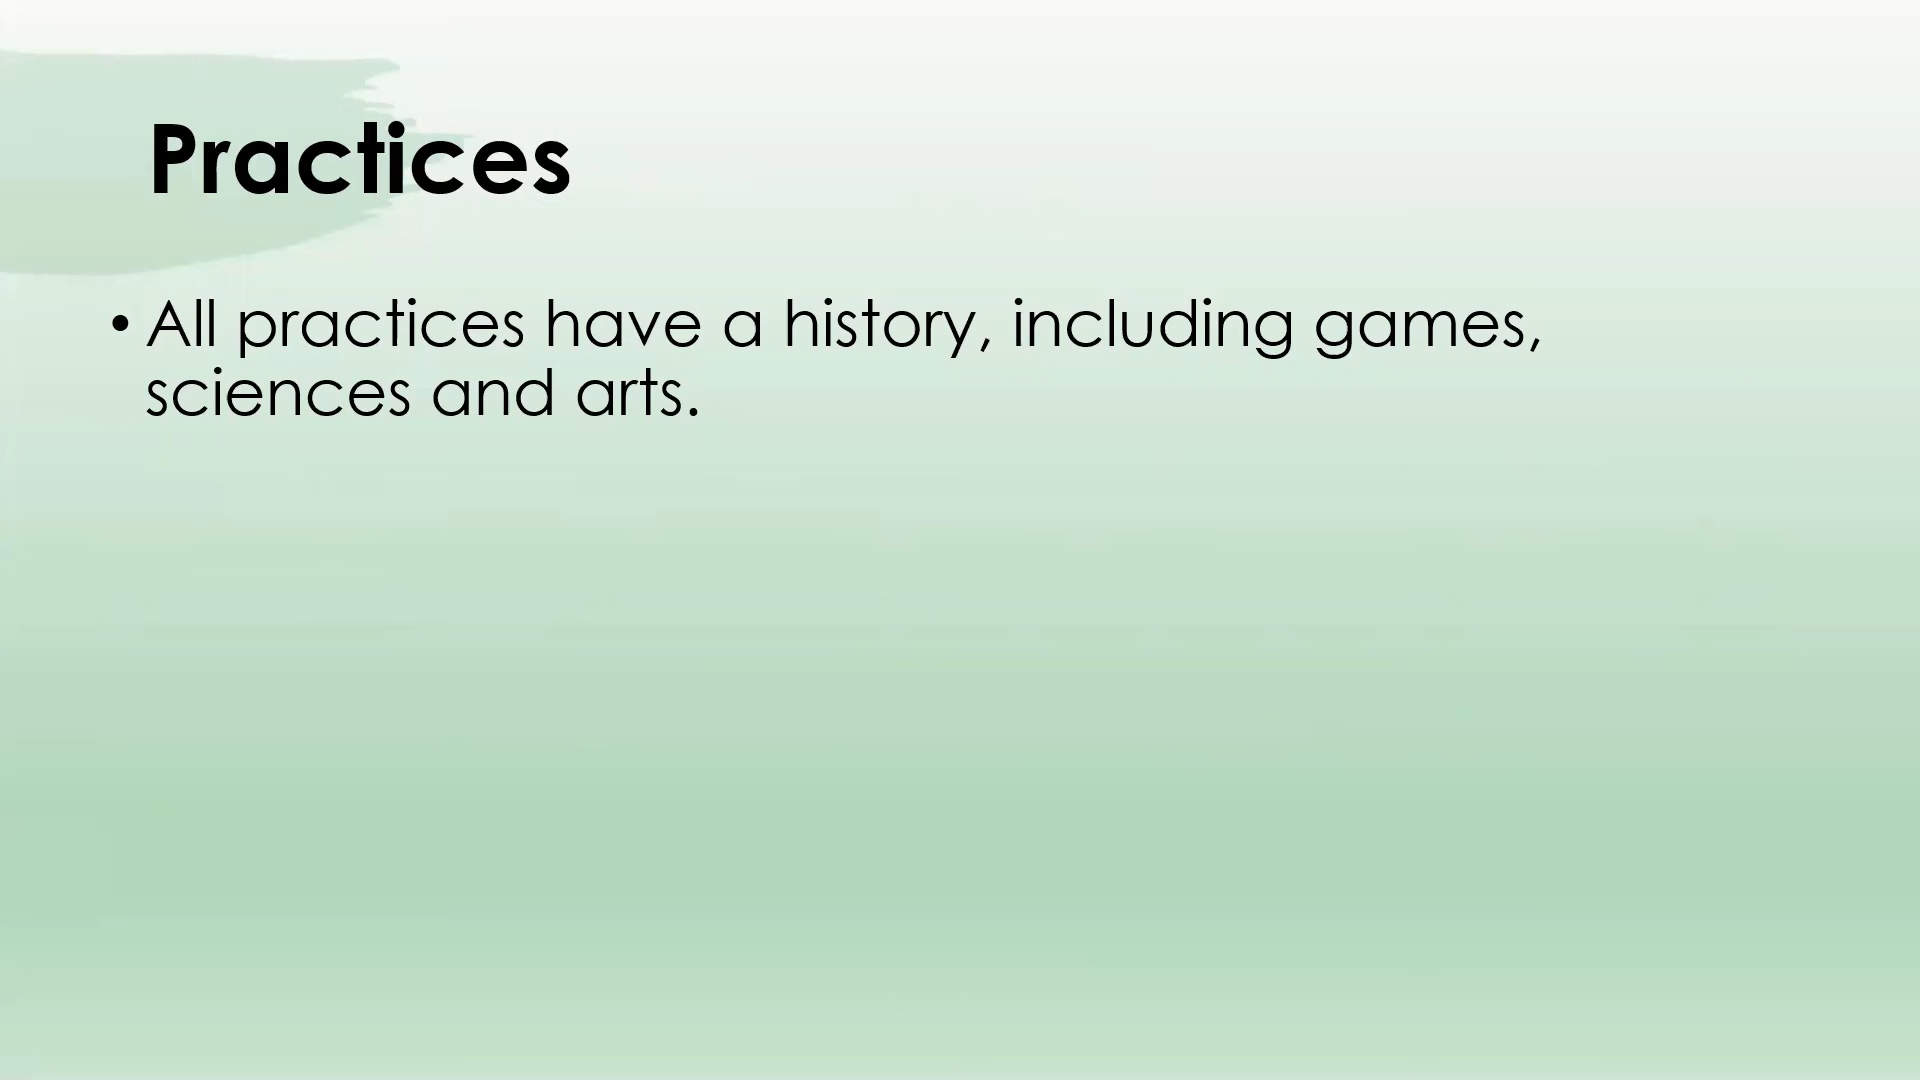 Practices
• All practices have a history, including games,
sciences and arts.